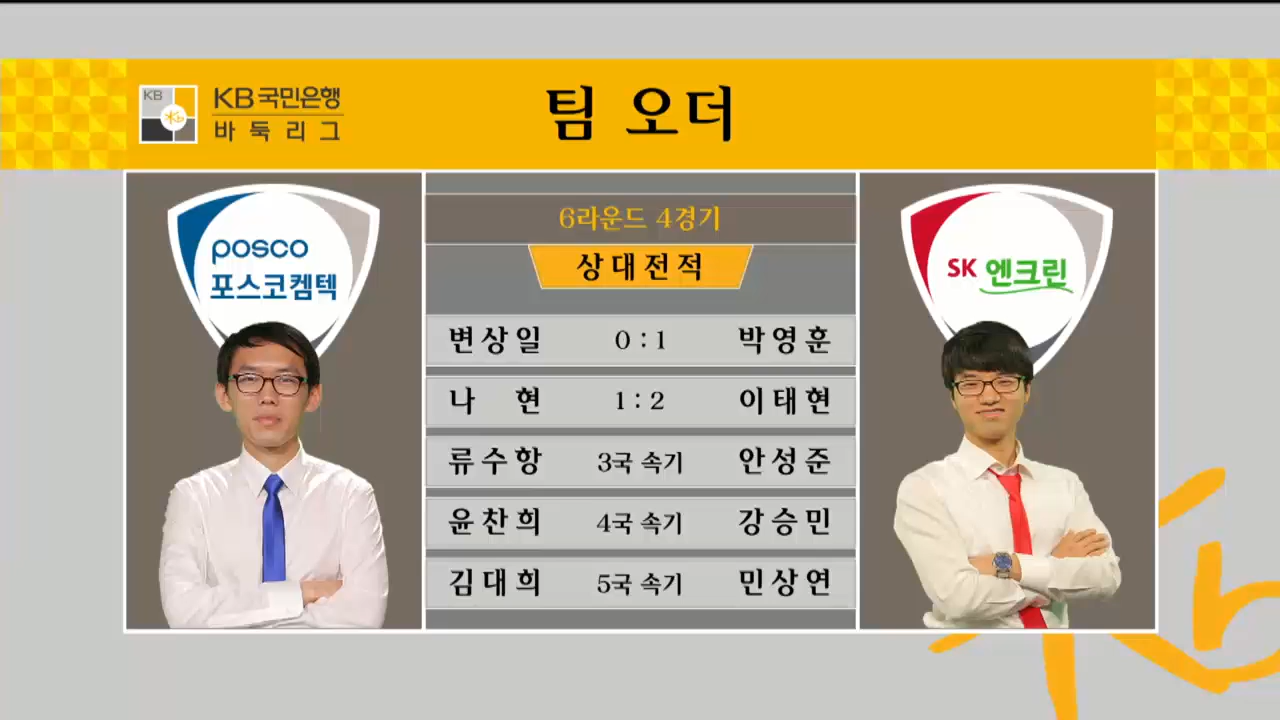 KB
KB 국민은행
바둑리그
팀 오더
posco
포스코켐텍
6라운드 4경기
상대전적
SK 엔크린
변상일 0 : 1 박영훈
나 현 1 : 2 이태현
류수항 3국 속기 안성준
윤찬희 4국 속기 강승민
김대희 5국 속기 민상연